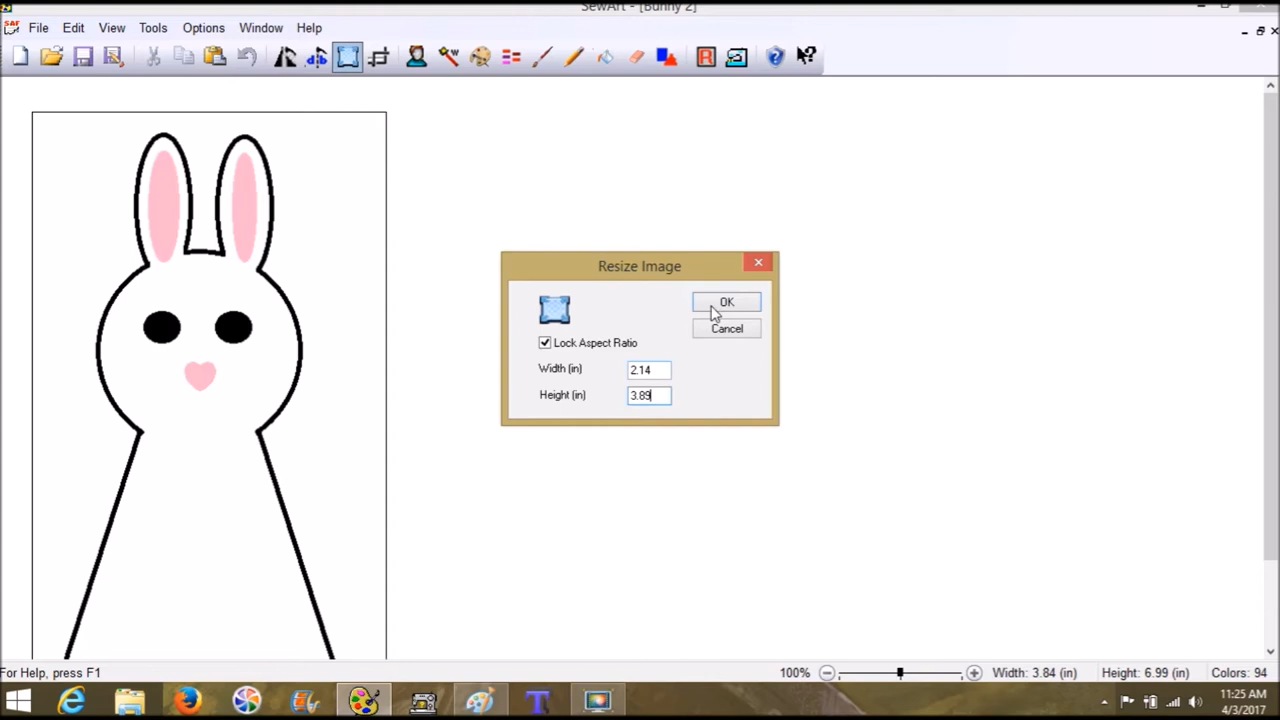 SewArt - [Bunny 2]
SAF File Edit View Tools Options Window Help
Resize Image
OK
Lock Aspect Ratio
Cancel
Width (in) 2.14
Height (in) 3.89
For Help, press F1 100% Width: 3.84 (in) Height: 6.99 (in) Colors: 94
11:25 AM
4/3/2017